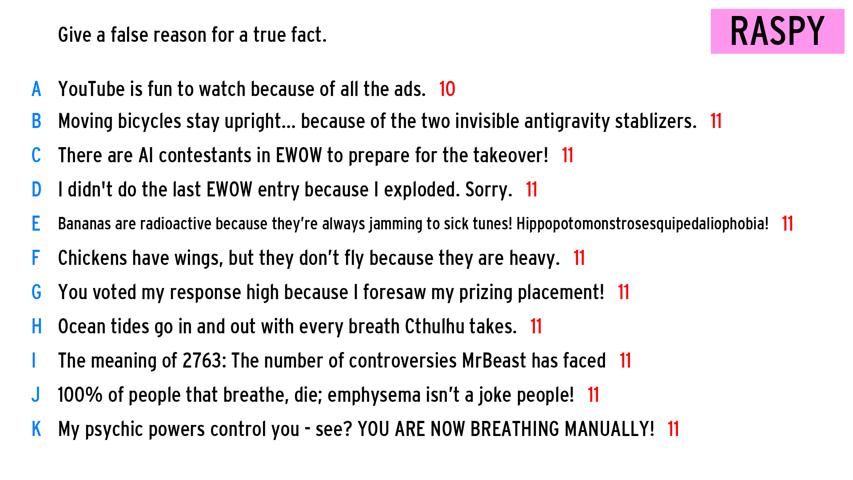 Give a false reason for a true fact.
RASPY
A YouTube is fun to watch because of all the ads. 10
B Moving bicycles stay upright... because of the two invisible antigravity stablizers. 11
C There are AI contestants in EWOW to prepare for the takeover! 11
D I didn't do the last EWOW entry because I exploded. Sorry. 11
E Bananas are radioactive because they're always jamming to sick tunes! Hippopotomonstrosesquipedaliophobia! 11
F Chickens have wings, but they don't fly because they are heavy. 11
G You voted my response high because I foresaw my prizing placement! 11
H Ocean tides go in and out with every breath Cthulhu takes. 11
I The meaning of 2763: The number of controversies MrBeast has faced 11
J 100% of people that breathe, die; emphysema isn't a joke people! 11
K My psychic powers control you - see? YOU ARE NOW BREATHING MANUALLY! 11